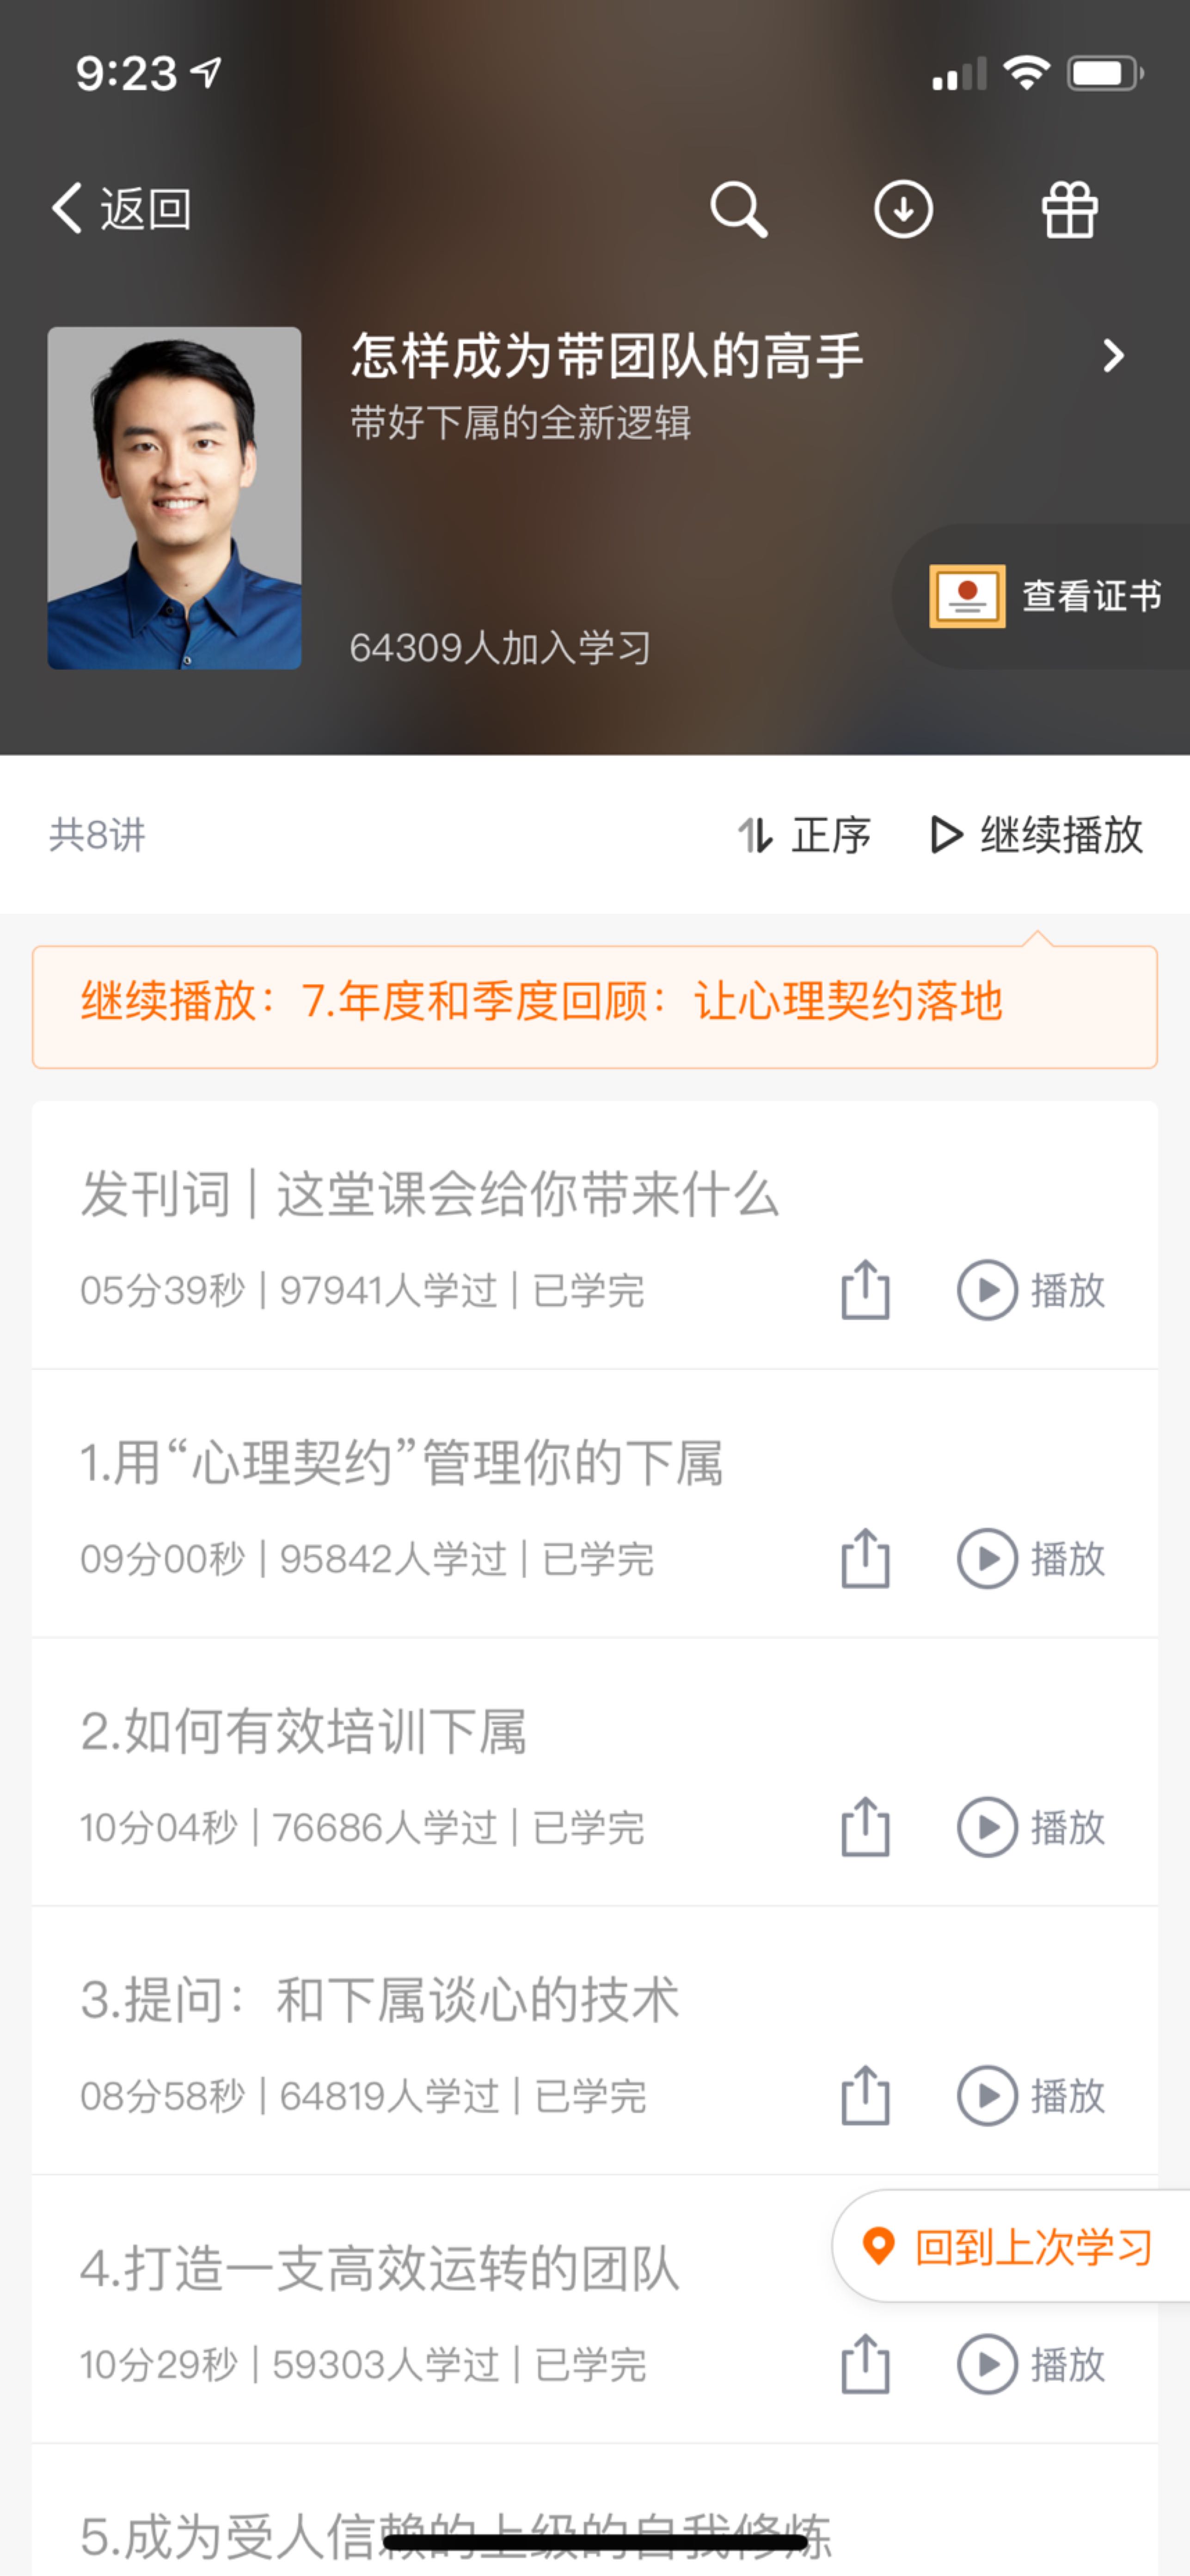 9:23
返回
怎样成为带团队的高手
带好下属的全新逻辑
查看证书
64309人加入学习
共8讲 正序 继续播放
继续播放：7.年度和季度回顾：让心理契约落地
发刊词 | 这堂课会给你带来什么
05分39秒 | 97941人学过 | 已学完 播放
1.用“心理契约”管理你的下属
09分00秒 | 95842人学过 | 已学完 播放
2.如何有效培训下属
10分04秒 | 76686人学过 | 已学完 播放
3.提问：和下属谈心的技术
08分58秒 | 64819人学过 | 已学完 播放
回到上次学习
4.打造一支高效运转的团队
10分29秒 | 59303人学过 | 已学完 播放
5.成为受人信赖的上级的自我修炼